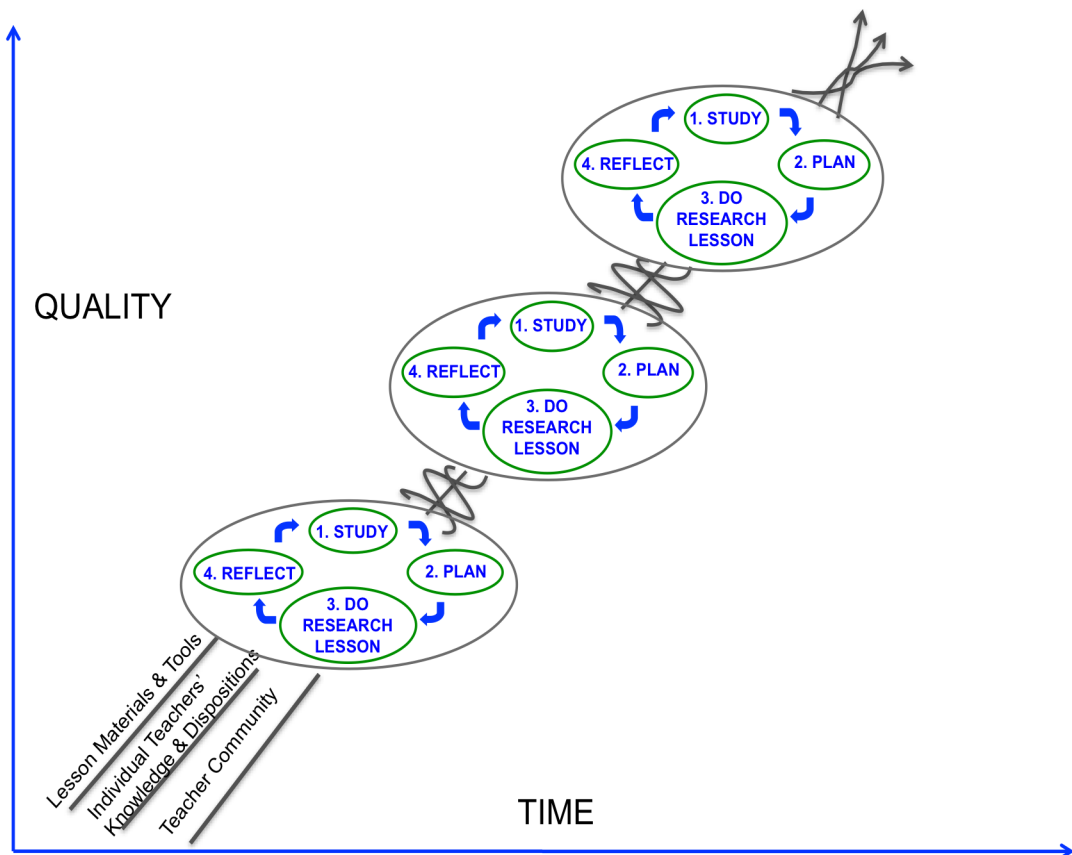 1. STUDY
4. REFLECT
2. PLAN
3. DO
RESEARCH
LESSON
QUALITY
1. STUDY
4. REFLECT
2. PLAN
3. DO
RESEARCH
LESSON
1. STUDY
4. REFLECT
2. PLAN
3. DO
RESEARCH
LESSON
Lesson Materials & Tools
Individual Teachers’
Knowledge & Dispositions
Teacher Community
TIME